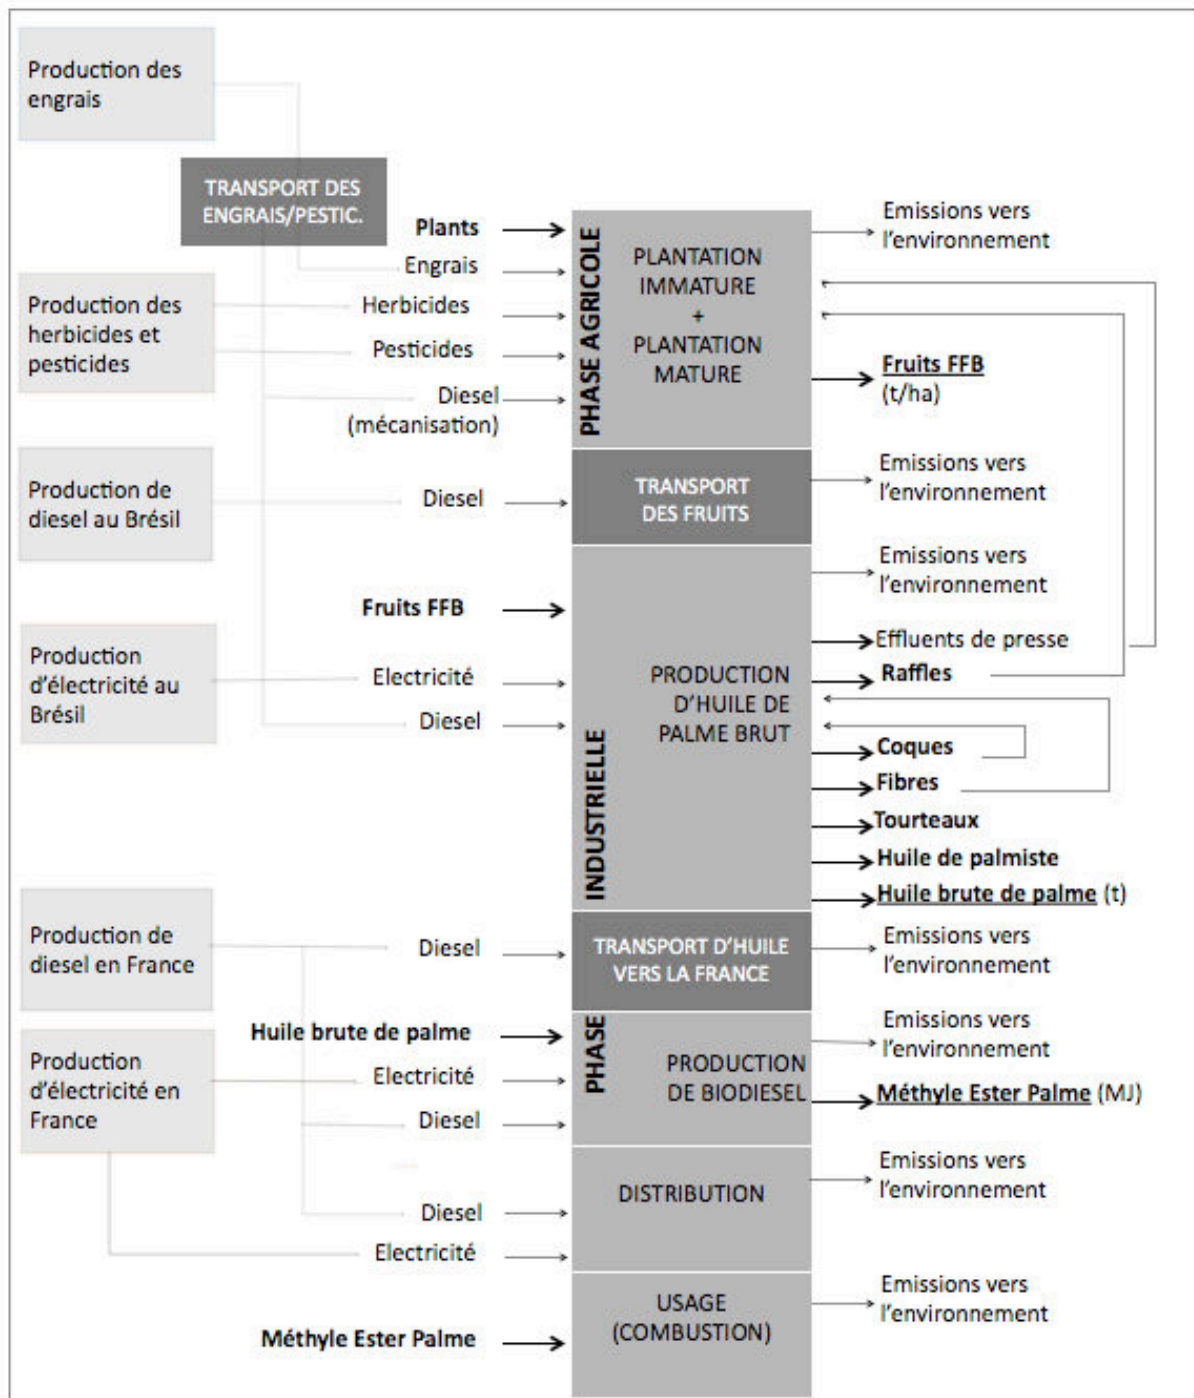 Production des
engrais
TRANSPORT DES
ENGRAIS/PESTIC.
Production des
herbicides et
pesticides
Production de
diesel au Brésil
Production
d'électricité au
Brésil
Production de
diesel en France
Production
d'électricité en
France
Plants
Engrais
Herbicides
Pesticides
Diesel
(mécanisation)
Diesel
Fruits FFB
Electricité
Diesel
Diesel
Huile brute de palme
Electricité
Diesel
Diesel
Electricité
Méthyle Ester Palme
PHASE AGRICOLE
PLANTATION
IMMATURE
+
PLANTATION
MATURE
TRANSPORT
DES FRUITS
PHASE
INDUSTRIELLE
PRODUCTION
D'HUILE DE
PALME BRUT
TRANSPORT D'HUILE
VERS LA FRANCE
PRODUCTION
DE BIODIESEL
DISTRIBUTION
USAGE
(COMBUSTION)
Emissions vers
l'environnement
Fruits FFB
(t/ha)
Emissions vers
l'environnement
Emissions vers
l'environnement
Effluents de presse
Raffles
Coques
Fibres
Tourteaux
Huile de palmiste
Huile brute de palme (t)
Emissions vers
l'environnement
Emissions vers
l'environnement
Méthyle Ester Palme (MJ)
Emissions vers
l'environnement
Emissions vers
l'environnement